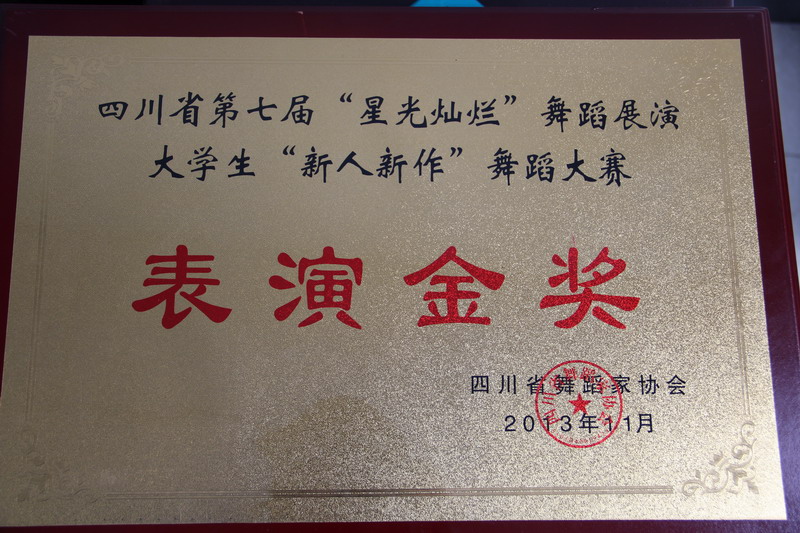 四川省第七届“星光灿烂”舞蹈展演
大学生“新人新作”舞蹈大赛
表演金奖
四川省舞蹈家协会
2013年11月